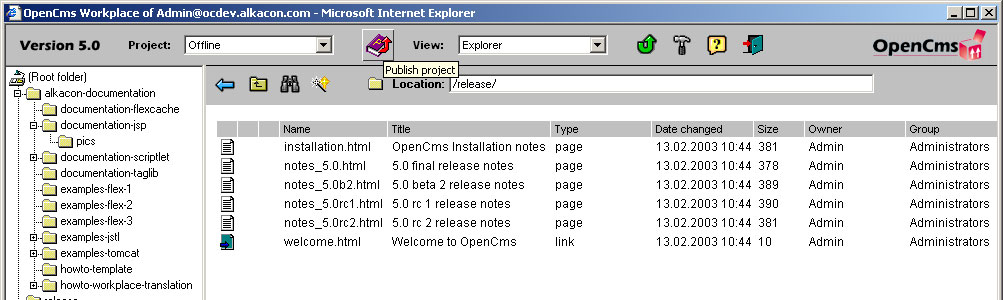 OpenCms Workplace of Admin@ocdev.alkacon.com - Microsoft Internet Explorer
Version 5.0 Project: Offline View: Explorer OpenCms
Publish project
(Root folder)
alkacon-documentation
documentation-flexcache
documentation-jsp
pics
documentation-scriptlet
documentation-taglib
examples-flex-1
examples-flex-2
examples-flex-3
examples-jstl
examples-tomcat
howto-template
howto-workplace-translation
release
Location: /release/
Name Title Type Date changed Size Owner Group
installation.html OpenCms Installation notes page 13.02.2003 10:44 381 Admin Administrators
notes_5.0.html 5.0 final release notes page 13.02.2003 10:44 378 Admin Administrators
notes_5.0b2.html 5.0 beta 2 release notes page 13.02.2003 10:44 389 Admin Administrators
notes_5.0rc1.html 5.0 rc 1 release notes page 13.02.2003 10:44 390 Admin Administrators
notes_5.0rc2.html 5.0 rc 2 release notes page 13.02.2003 10:44 381 Admin Administrators
welcome.html Welcome to OpenCms link 13.02.2003 10:44 10 Admin Administrators